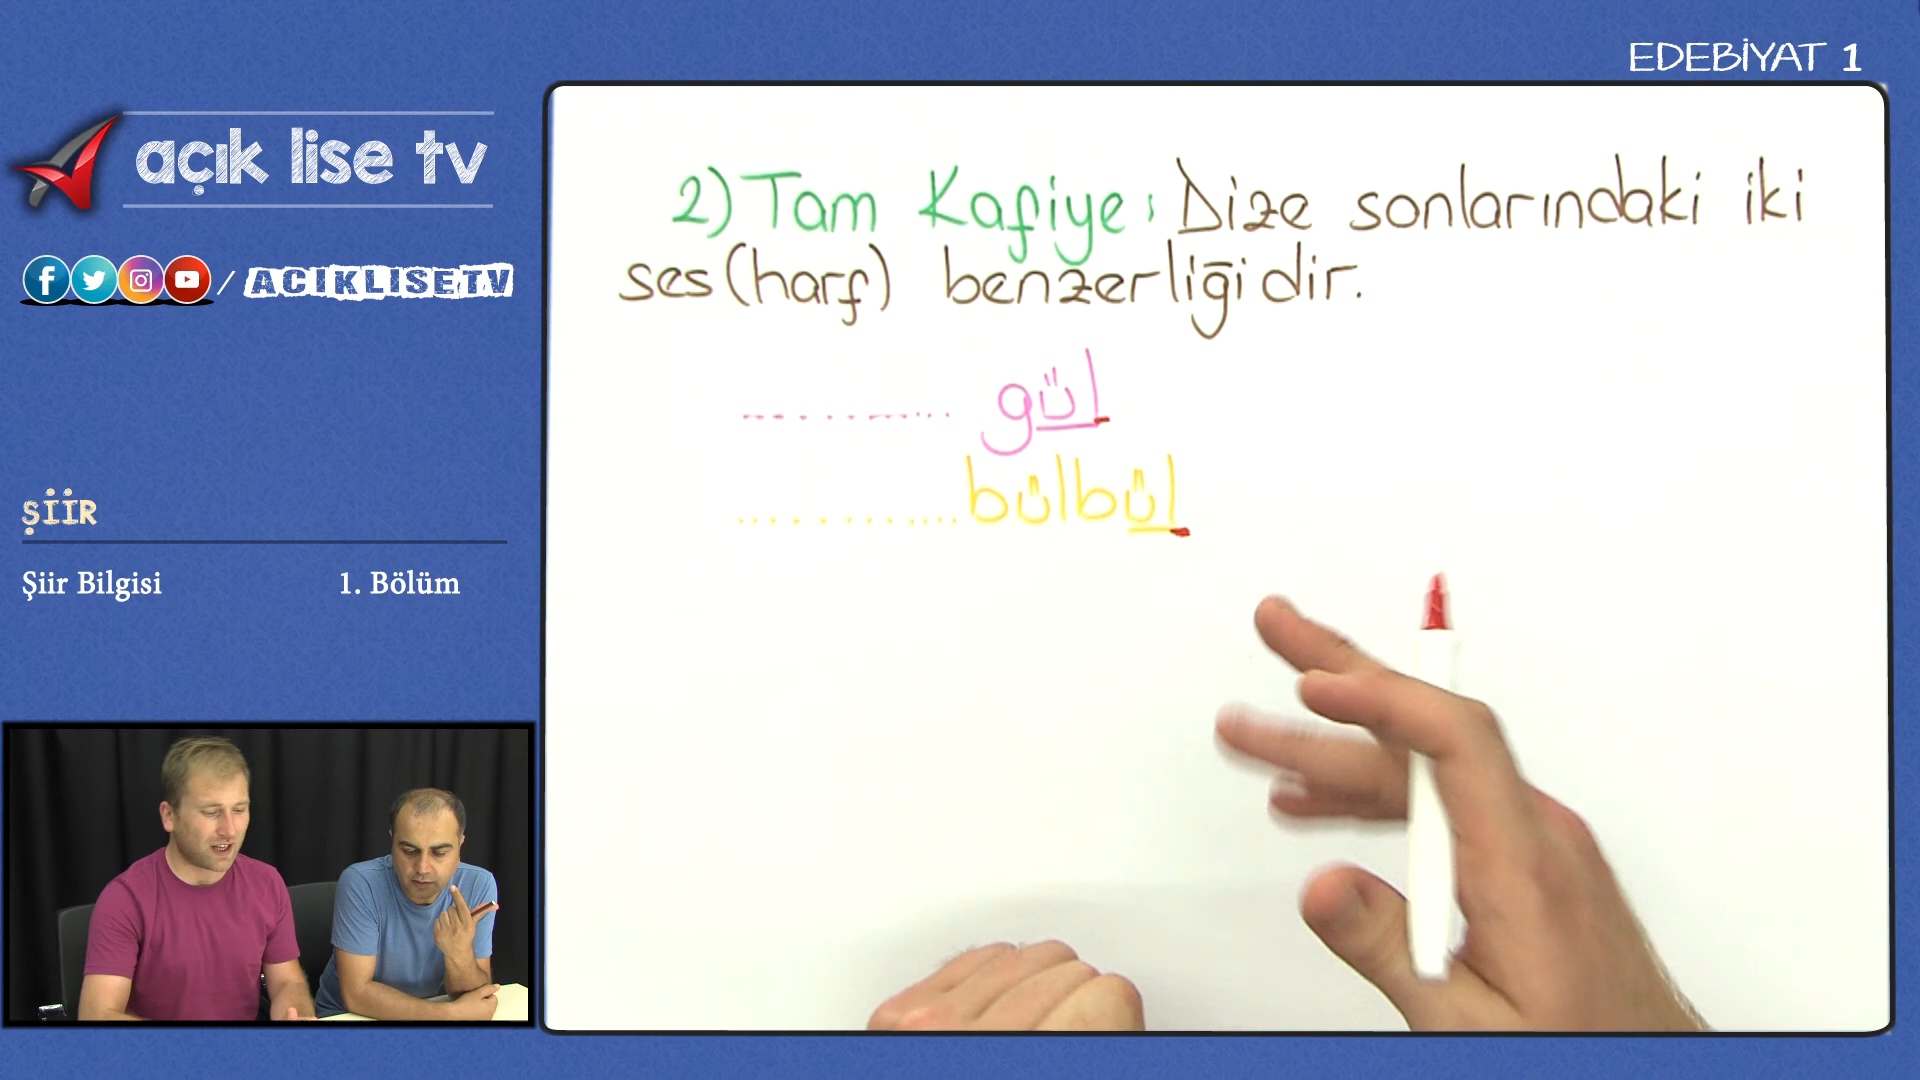 EDEBİYAT 1
açık lise tv
/ ACIKLISETV
ŞİİR
Şiir Bilgisi
1. Bölüm
2) Tam Kafiye: Dize sonlarındaki iki
ses (harf) benzerliğidir.
............ gül
............ bülbül